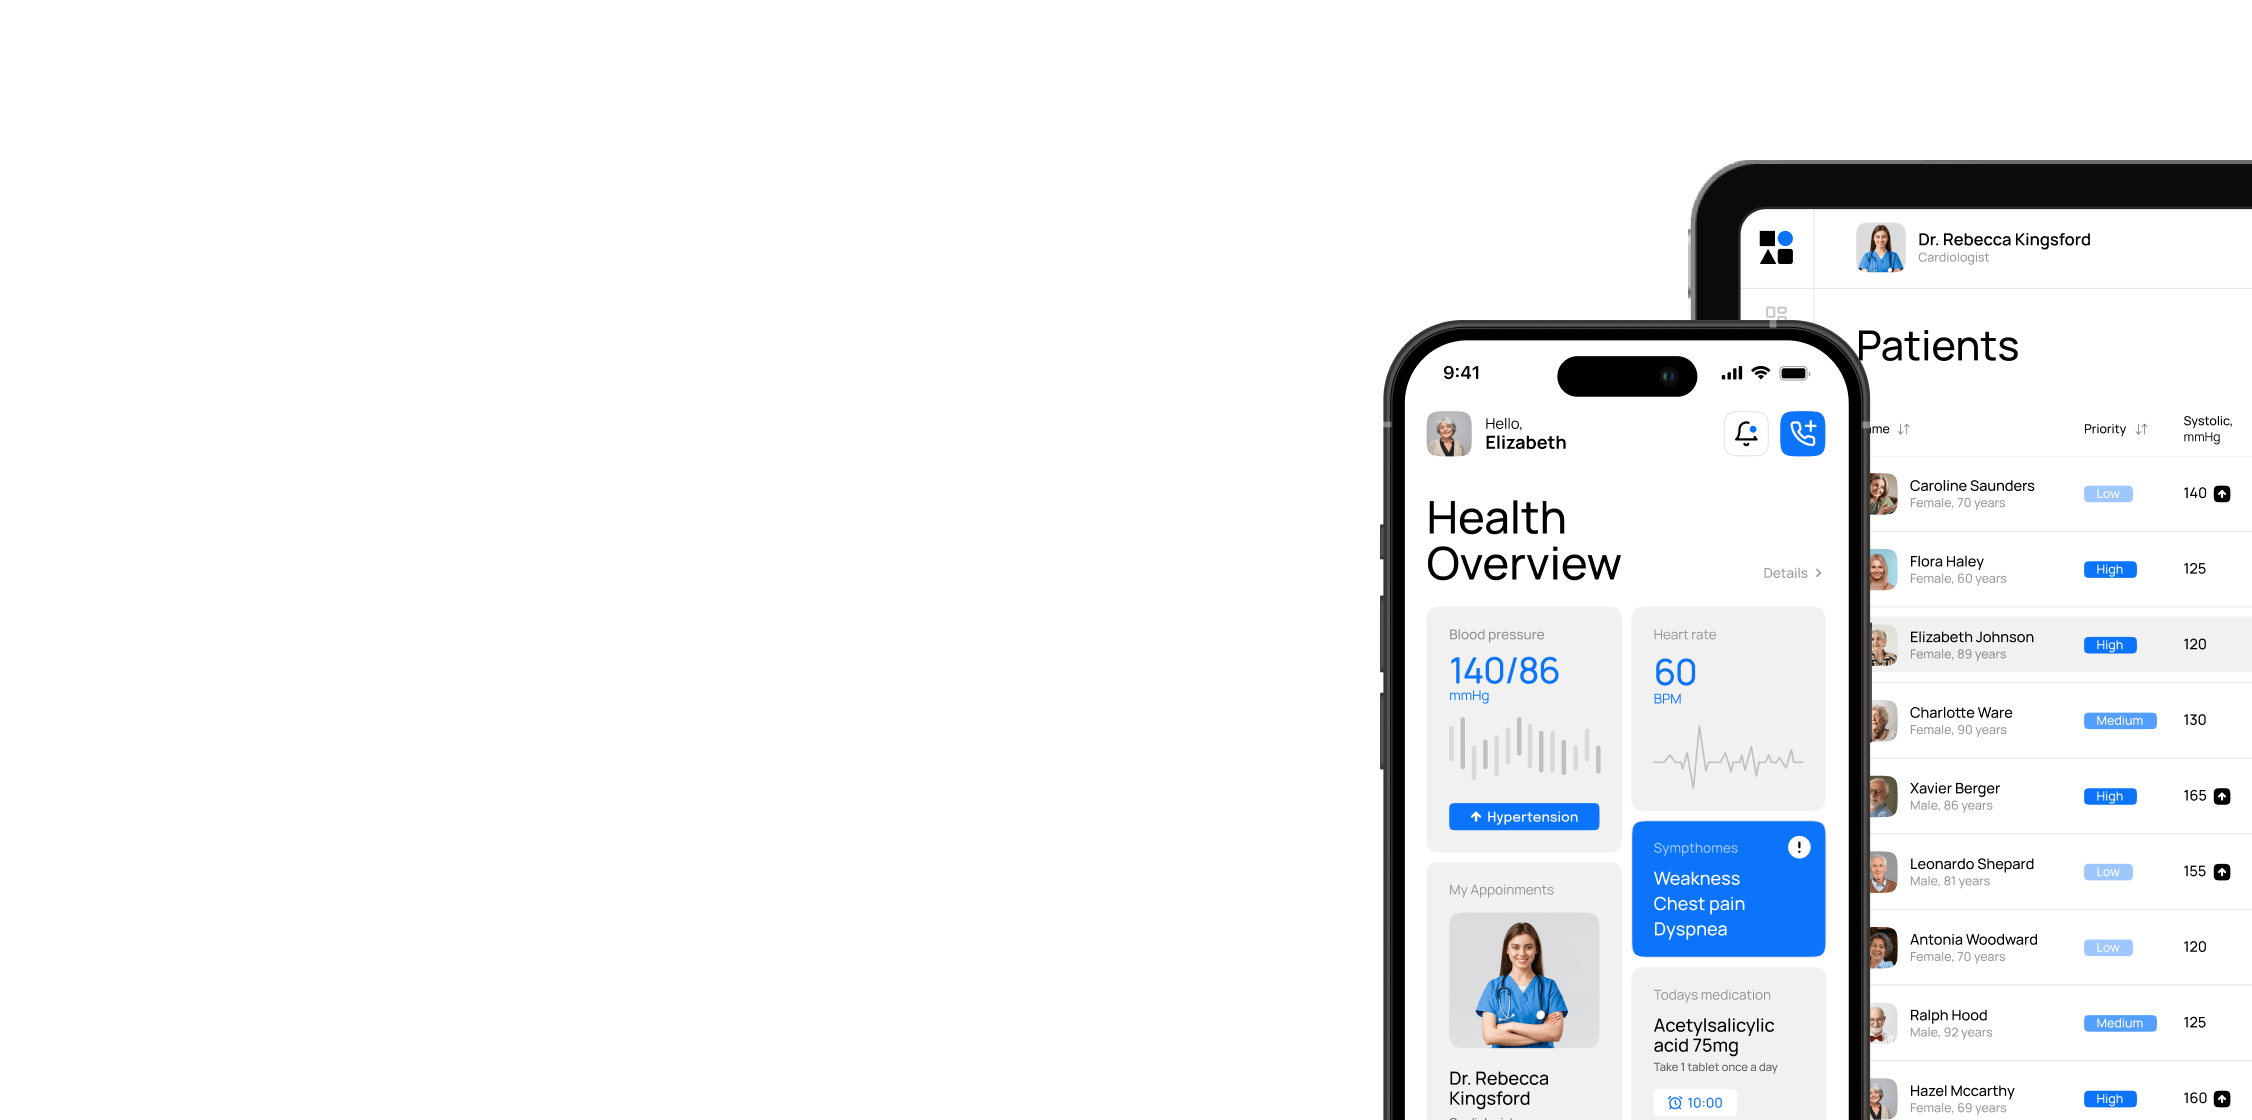 Dr. Rebecca Kingsford
Cardiologist
Patients
Priority
Systolic,
mmHg
Caroline Saunders
Female, 70 years
Low
140
Flora Haley
Female, 60 years
High
125
Elizabeth Johnson
Female, 89 years
High
120
Charlotte Ware
Female, 90 years
Medium
130
Xavier Berger
Male, 86 years
High
165
Leonardo Shepard
Male, 81 years
Low
155
Antonia Woodward
Female, 70 years
Low
120
Ralph Hood
Male, 92 years
Medium
125
Hazel Mccarthy
Female, 69 years
High
160
9:41
Hello,
Elizabeth
Health
Overview
Details
Blood pressure
140/86
mmHg
Hypertension
Heart rate
60
BPM
Sympthomes
Weakness
Chest pain
Dyspnea
My Appoinments
Dr. Rebecca
Kingsford
Todays medication
Acetylsalicylic
acid 75mg
Take 1 tablet once a day
10:00